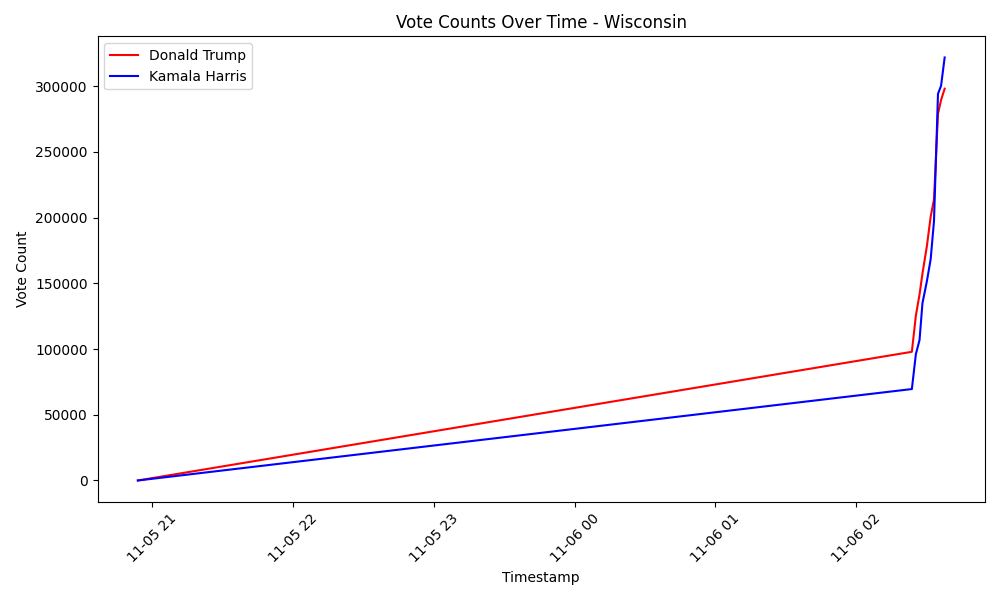 Vote Counts Over Time - Wisconsin
Donald Trump
Kamala Harris
Vote Count
300000
250000
200000
150000
100000
50000
0
11-05 21
11-05 22
11-05 23
11-06 00
11-06 01
11-06 02
Timestamp